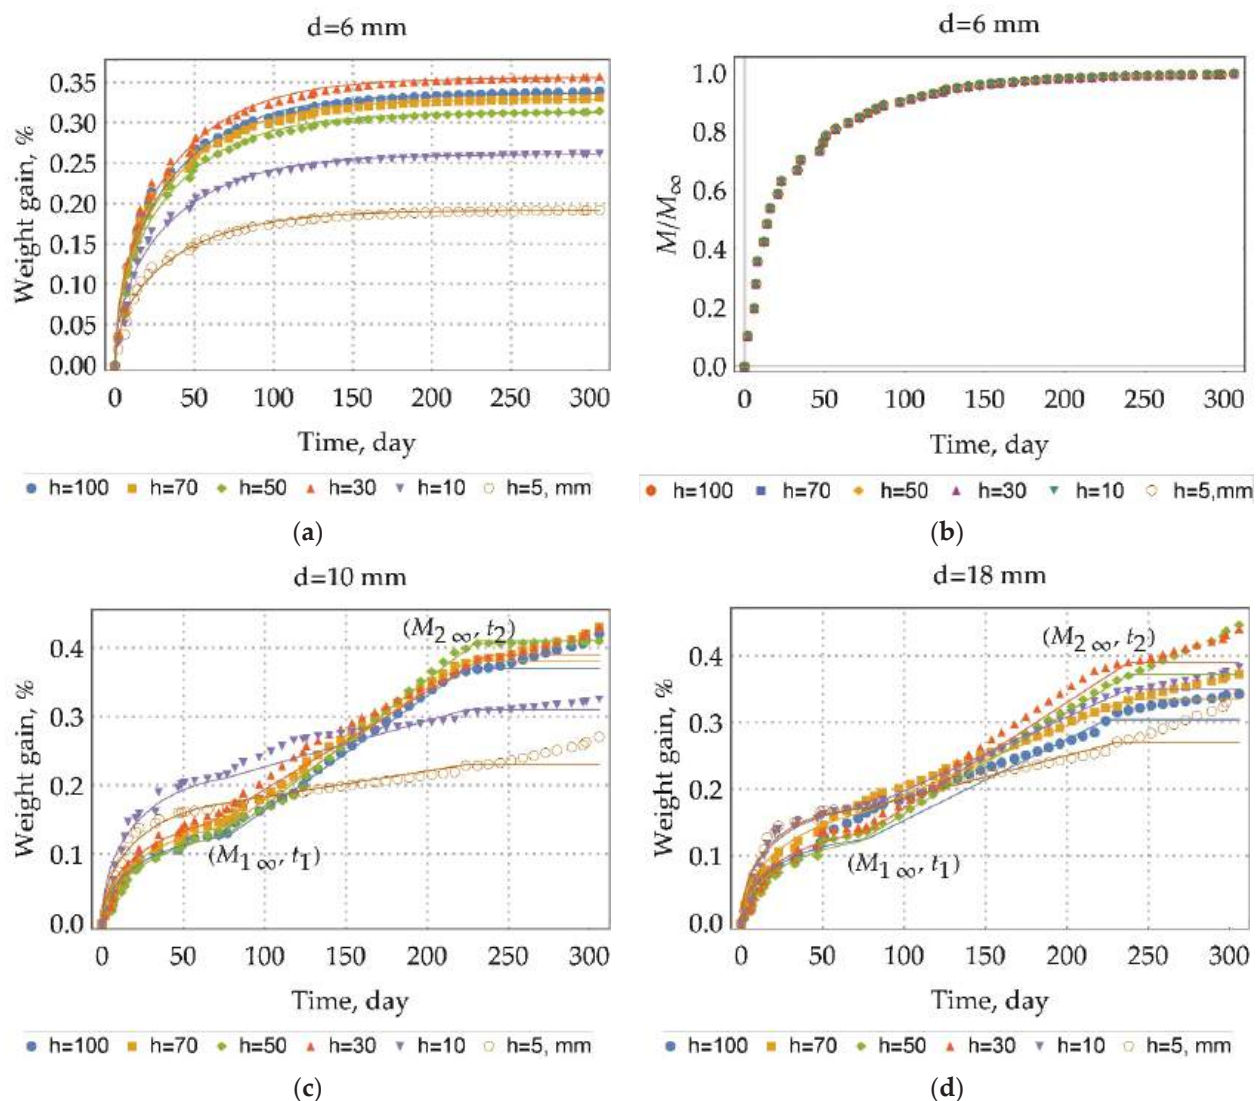 d=6 mm
Weight gain, %
0.35
0.30
0.25
0.20
0.15
0.10
0.05
0.00
0 50 100 150 200 250 300
Time, day
h=100 h=70 h=50 h=30 h=10 h=5, mm
(a)
d=6 mm
M/M∞
1.0
0.8
0.6
0.4
0.2
0.0
0 50 100 150 200 250 300
Time, day
h=100 h=70 h=50 h=30 h=10 h=5,mm
(b)
d=10 mm
Weight gain, %
0.4
0.3
0.2
0.1
0.0
(M2 ∞, t2)
(M1 ∞, t1)
0 50 100 150 200 250 300
Time, day
h=100 h=70 h=50 h=30 h=10 h=5, mm
(c)
d=18 mm
Weight gain, %
0.4
0.3
0.2
0.1
0.0
(M2 ∞, t2)
(M1 ∞, t1)
0 50 100 150 200 250 300
Time, day
h=100 h=70 h=50 h=30 h=10 h=5, mm
(d)